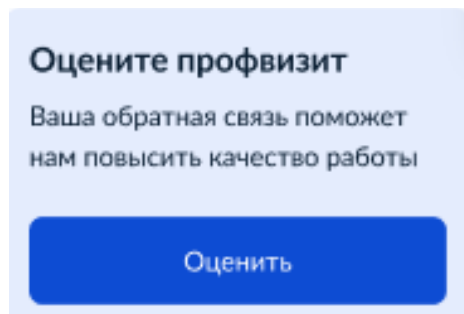 Оцените профвизит
Ваша обратная связь поможет
нам повысить качество работы
Оценить